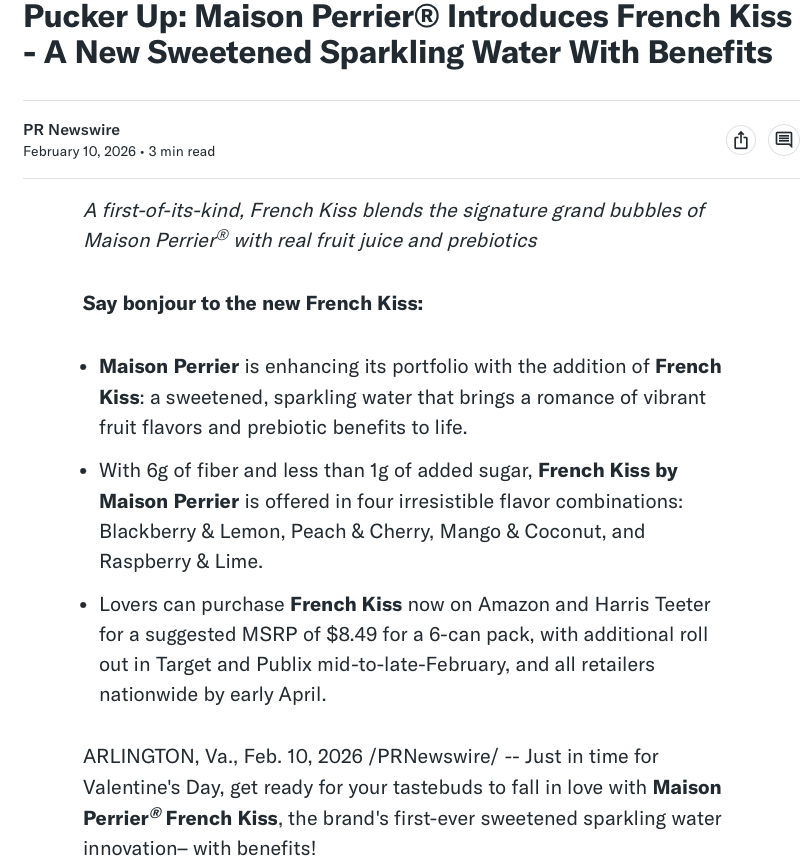 Pucker Up: Maison Perrier® Introduces French Kiss
- A New Sweetened Sparkling Water With Benefits
PR Newswire
February 10, 2026 • 3 min read
A first-of-its-kind, French Kiss blends the signature grand bubbles of
Maison Perrier® with real fruit juice and prebiotics
Say bonjour to the new French Kiss:
• Maison Perrier is enhancing its portfolio with the addition of French
Kiss: a sweetened, sparkling water that brings a romance of vibrant
fruit flavors and prebiotic benefits to life.
• With 6g of fiber and less than 1g of added sugar, French Kiss by
Maison Perrier is offered in four irresistible flavor combinations:
Blackberry & Lemon, Peach & Cherry, Mango & Coconut, and
Raspberry & Lime.
• Lovers can purchase French Kiss now on Amazon and Harris Teeter
for a suggested MSRP of $8.49 for a 6-can pack, with additional roll
out in Target and Publix mid-to-late-February, and all retailers
nationwide by early April.
ARLINGTON, Va., Feb. 10, 2026 /PRNewswire/ -- Just in time for
Valentine's Day, get ready for your tastebuds to fall in love with Maison
Perrier® French Kiss, the brand's first-ever sweetened sparkling water
innovation– with benefits!